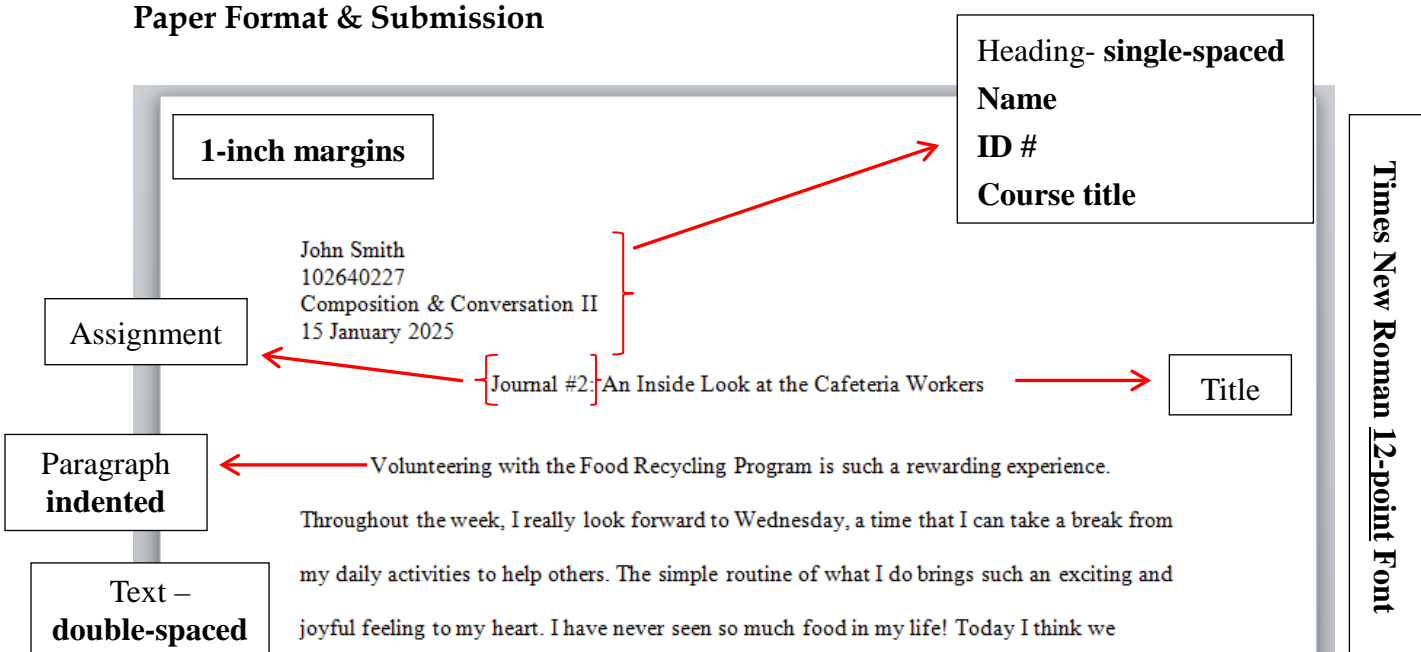 Paper Format & Submission
Heading- single-spaced
Name
ID #
Course title
1-inch margins
Times New Roman 12-point Font
John Smith
102640227
Composition & Conversation II
15 January 2025
Assignment
Journal #2: An Inside Look at the Cafeteria Workers
Title
Paragraph
indented
Volunteering with the Food Recycling Program is such a rewarding experience.
Throughout the week, I really look forward to Wednesday, a time that I can take a break from
my daily activities to help others. The simple routine of what I do brings such an exciting and
joyful feeling to my heart. I have never seen so much food in my life! Today I think we
Text –
double-spaced